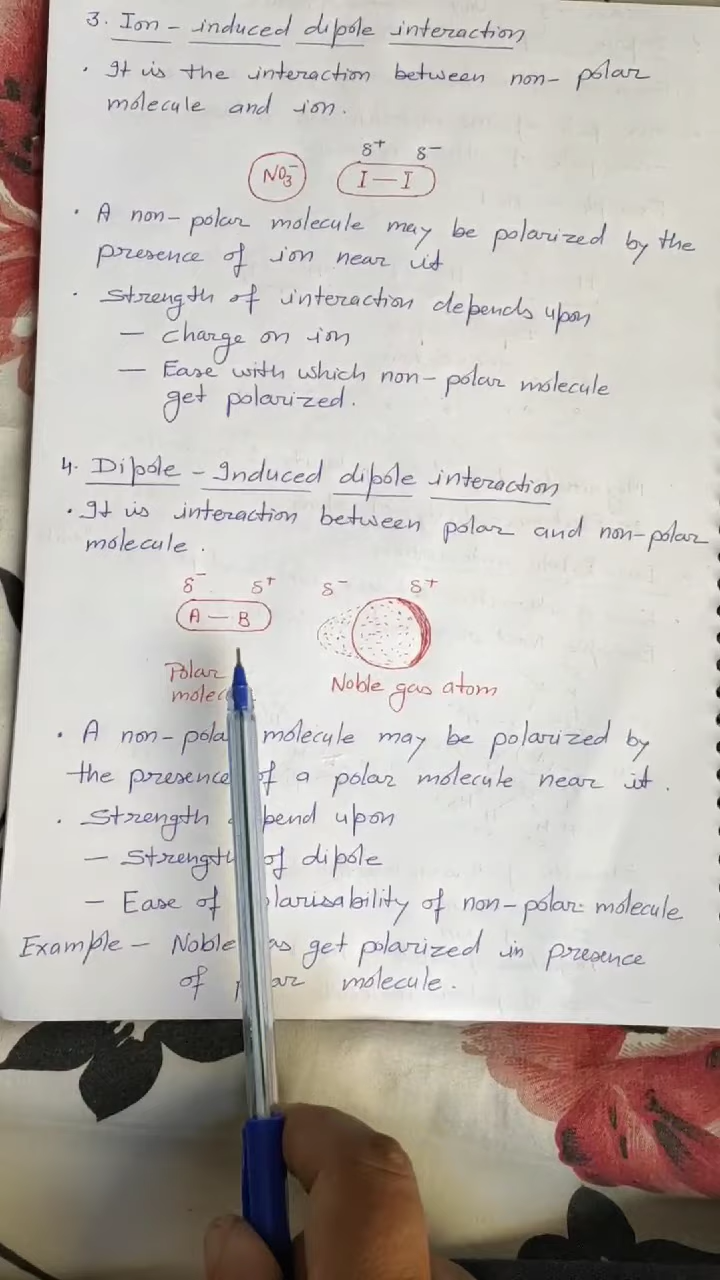 3. Ion - induced dipole interaction
· It is the interaction between non- polar
molecule and ion.
δ+ δ-
NO3- I — I
· A non- polar molecule may be polarized by the
presence of ion near it
· Strength of interaction depends upon
— charge on ion
— Ease with which non- polar molecule
get polarized.
4. Dipole - Induced dipole interaction
· It is interaction between polar and non-polar
molecule.
δ- δ+ δ- δ+
A — B
Polar
Noble gas atom
· A non- molecule may be polarized by
the presence of a polar molecule near it.
· Strength upon
— Strength of dipole
— Ease of of non- polar molecule
Example — Noble get polarized in presence
of molecule.